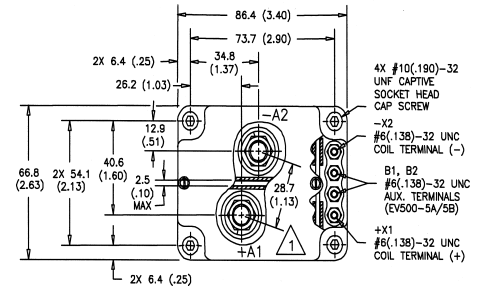 86.4 (3.40)
73.7 (2.90)
2X 6.4 (.25)
34.8
(1.37)
26.2 (1.03)
4X #10(.190)-32
UNF CAPTIVE
SOCKET HEAD
CAP SCREW
-A2
-X2
#6(.138)-32 UNC
COIL TERMINAL (-)
12.9
(.51)
66.8
(2.63)
2X 54.1
(2.13)
40.6
(1.60)
2.5
(.10)
MAX
28.7
(1.13)
B1, B2
#6(.138)-32 UNC
AUX. TERMINALS
(EV500-5A/5B)
+A1
1
+X1
#6(.138)-32 UNC
COIL TERMINAL (+)
2X 6.4 (.25)